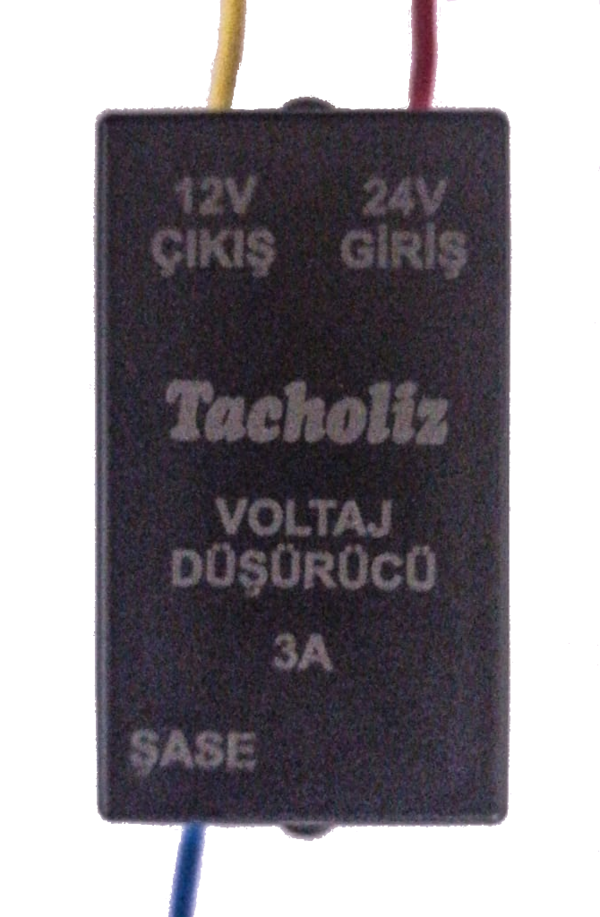 12V 24V
ÇIKIŞ GİRİŞ
Tacholiz
VOLTAJ
DÜŞÜRÜCÜ
3A
ŞASE